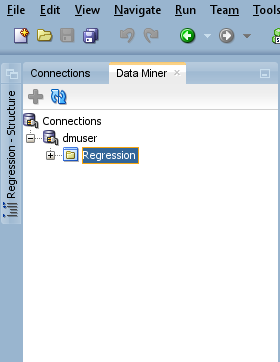 File Edit View Navigate Run Team Tools
Connections Data Miner
Regression - Structure
Connections
dmuser
Regression